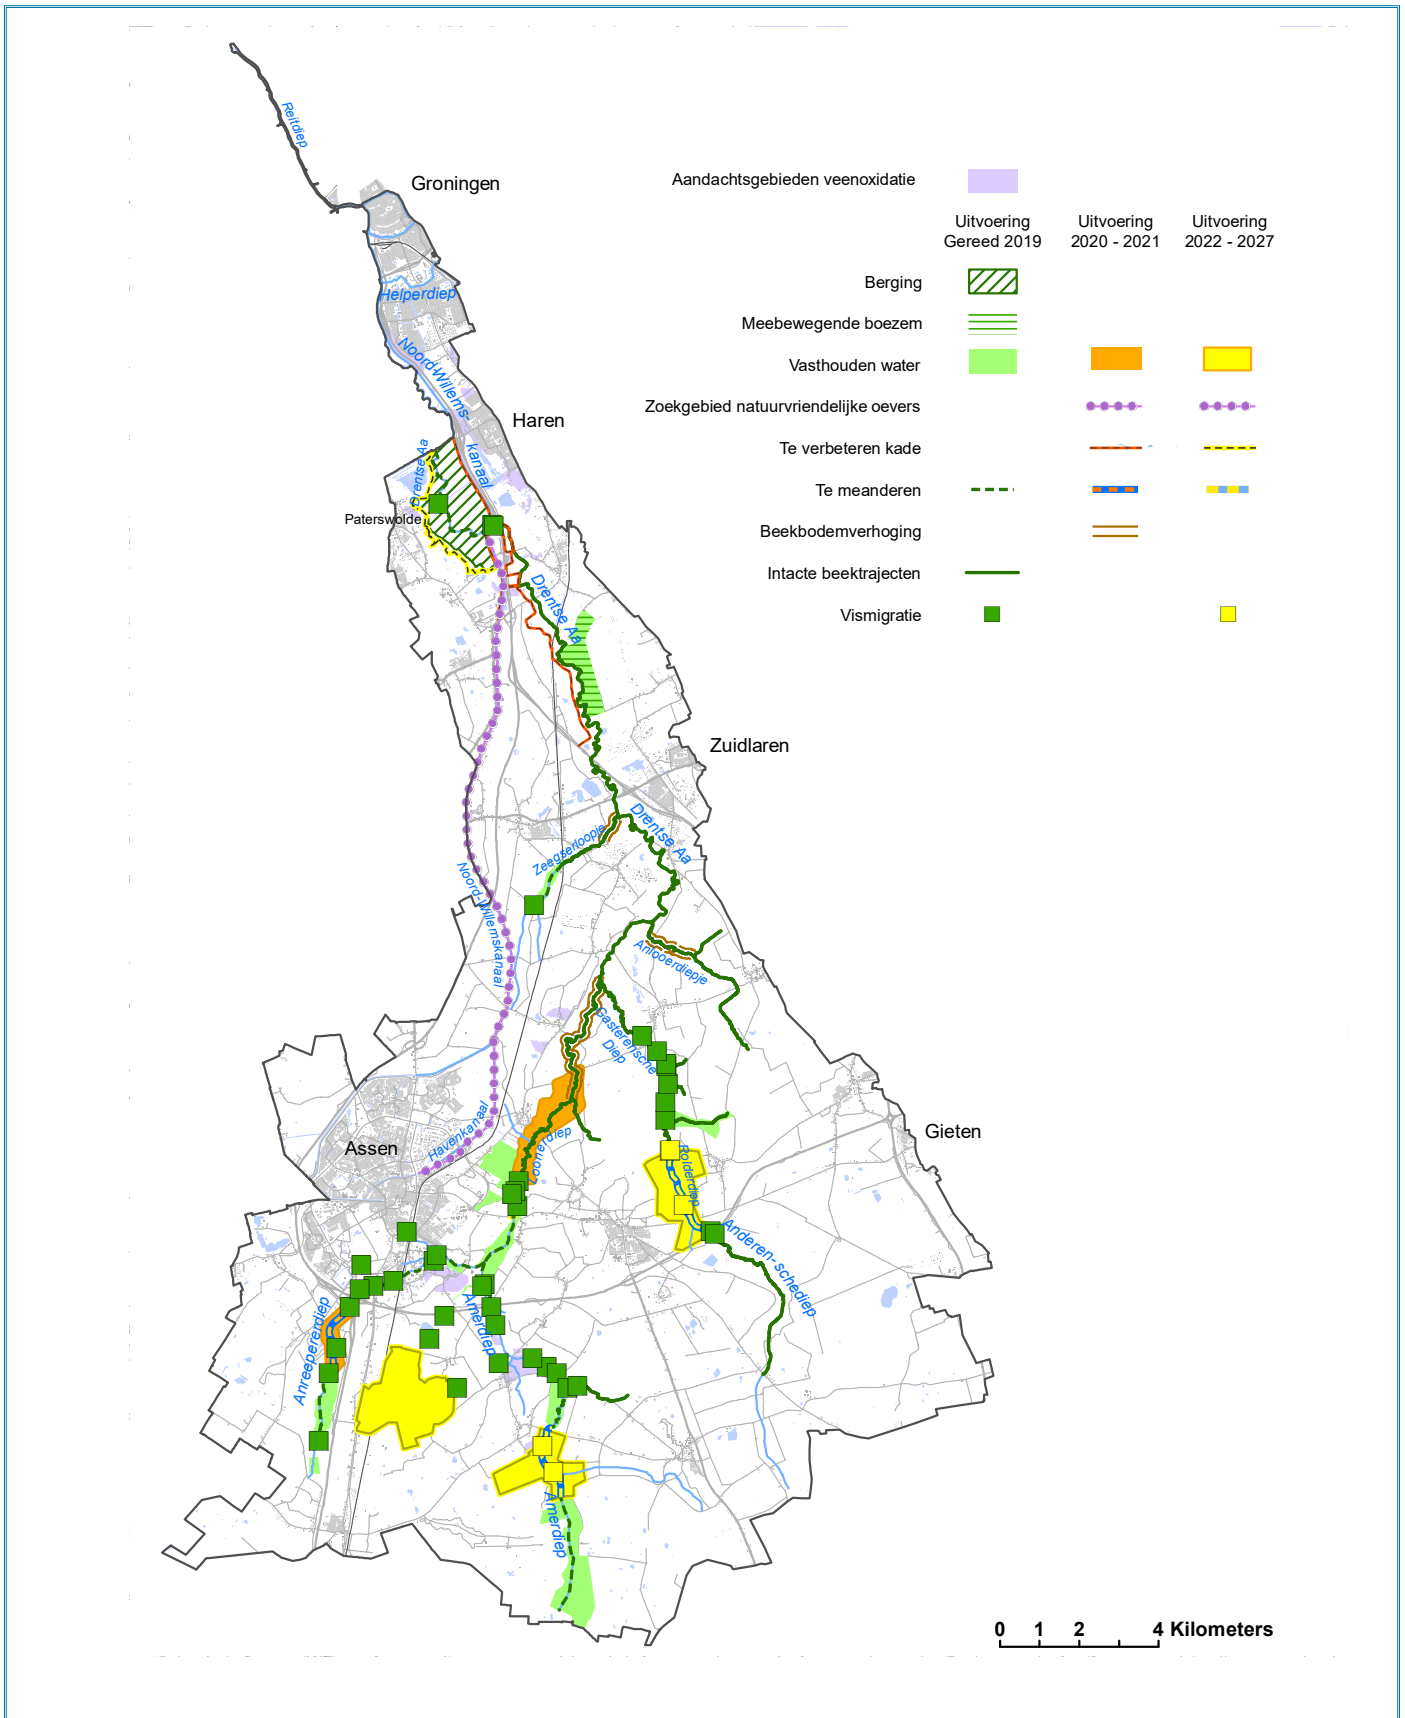 Reitdiep
Groningen
Helperdiep
Noord-Willems-
kanaal
Haren
Drentse Aa
Paterswolde
Drentse Aa
Zuidlaren
Drentse Aa
Zeegserloopje
Noord-Willemskanaal
Anlooerdiepje
Gasterensche
Diep
Havenkanaal
Assen
Gieten
Rolderdiep
Anderen-schediep
Amerdiep
Anreeperdiep
Amerdiep
Aandachtsgebieden veenoxidatie
Uitvoering
Gereed 2019
Uitvoering
2020 - 2021
Uitvoering
2022 - 2027
Berging
Meebewegende boezem
Vasthouden water
Zoekgebied natuurvriendelijke oevers
Te verbeteren kade
Te meanderen
Beekbodemverhoging
Intacte beektrajecten
Vismigratie
0 1 2 4 Kilometers